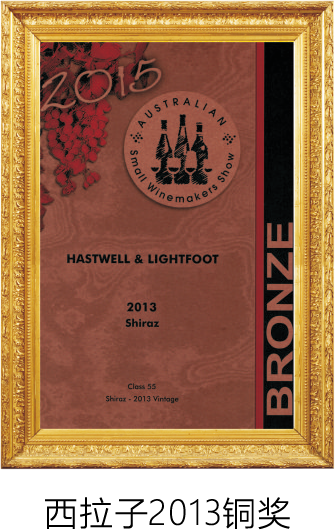 2015
AUSTRALIAN
Small Winemakers Show
HASTWELL & LIGHTFOOT
2013
Shiraz
Class 55
Shiraz - 2013 Vintage
BRONZE
西拉子2013铜奖